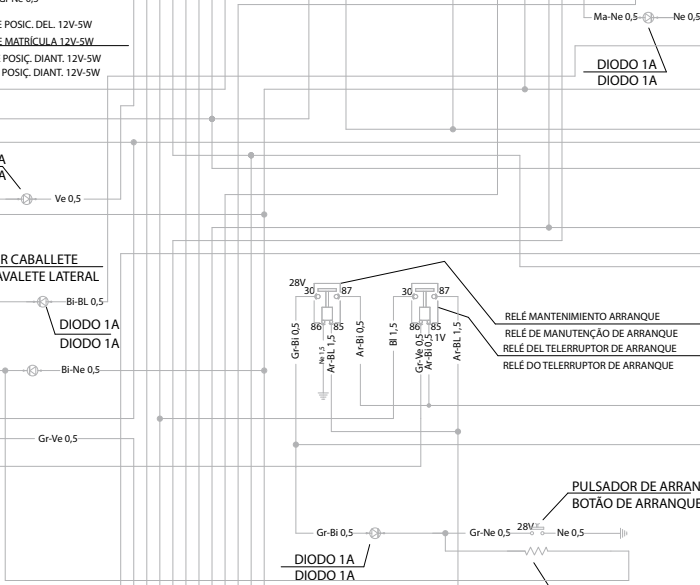 E POSIC. DEL. 12V-5W
E MATRÍCULA 12V-5W
POSIÇ. DIANT. 12V-5W
POSIÇ. DIANT. 12V-5W
Ma-Ne 0,5
Ne 0,5
DIODO 1A
DIODO 1A
A
A
Ve 0,5
R CABALLETE
AVALETE LATERAL
Bi-BL 0,5
DIODO 1A
DIODO 1A
Bi-Ne 0,5
Gr-Ve 0,5
28V
30
87
86
85
Gr-Bi 0,5
Ne 1,5
Ar-BL 1,5
Ar-Bi 0,5
30
87
86
85
1V
Bl 1,5
Gr-Ve 0,5
Ar-Bi 0,5
Ar-BL 1,5
RELÉ MANTENIMIENTO ARRANQUE
RELÉ DE MANUTENÇÃO DE ARRANQUE
RELÉ DEL TELERRUPTOR DE ARRANQUE
RELÉ DO TELERRUPTOR DE ARRANQUE
PULSADOR DE ARRAN
BOTÃO DE ARRANQUE
Gr-Bi 0,5
Gr-Ne 0,5
28V
Ne 0,5
DIODO 1A
DIODO 1A